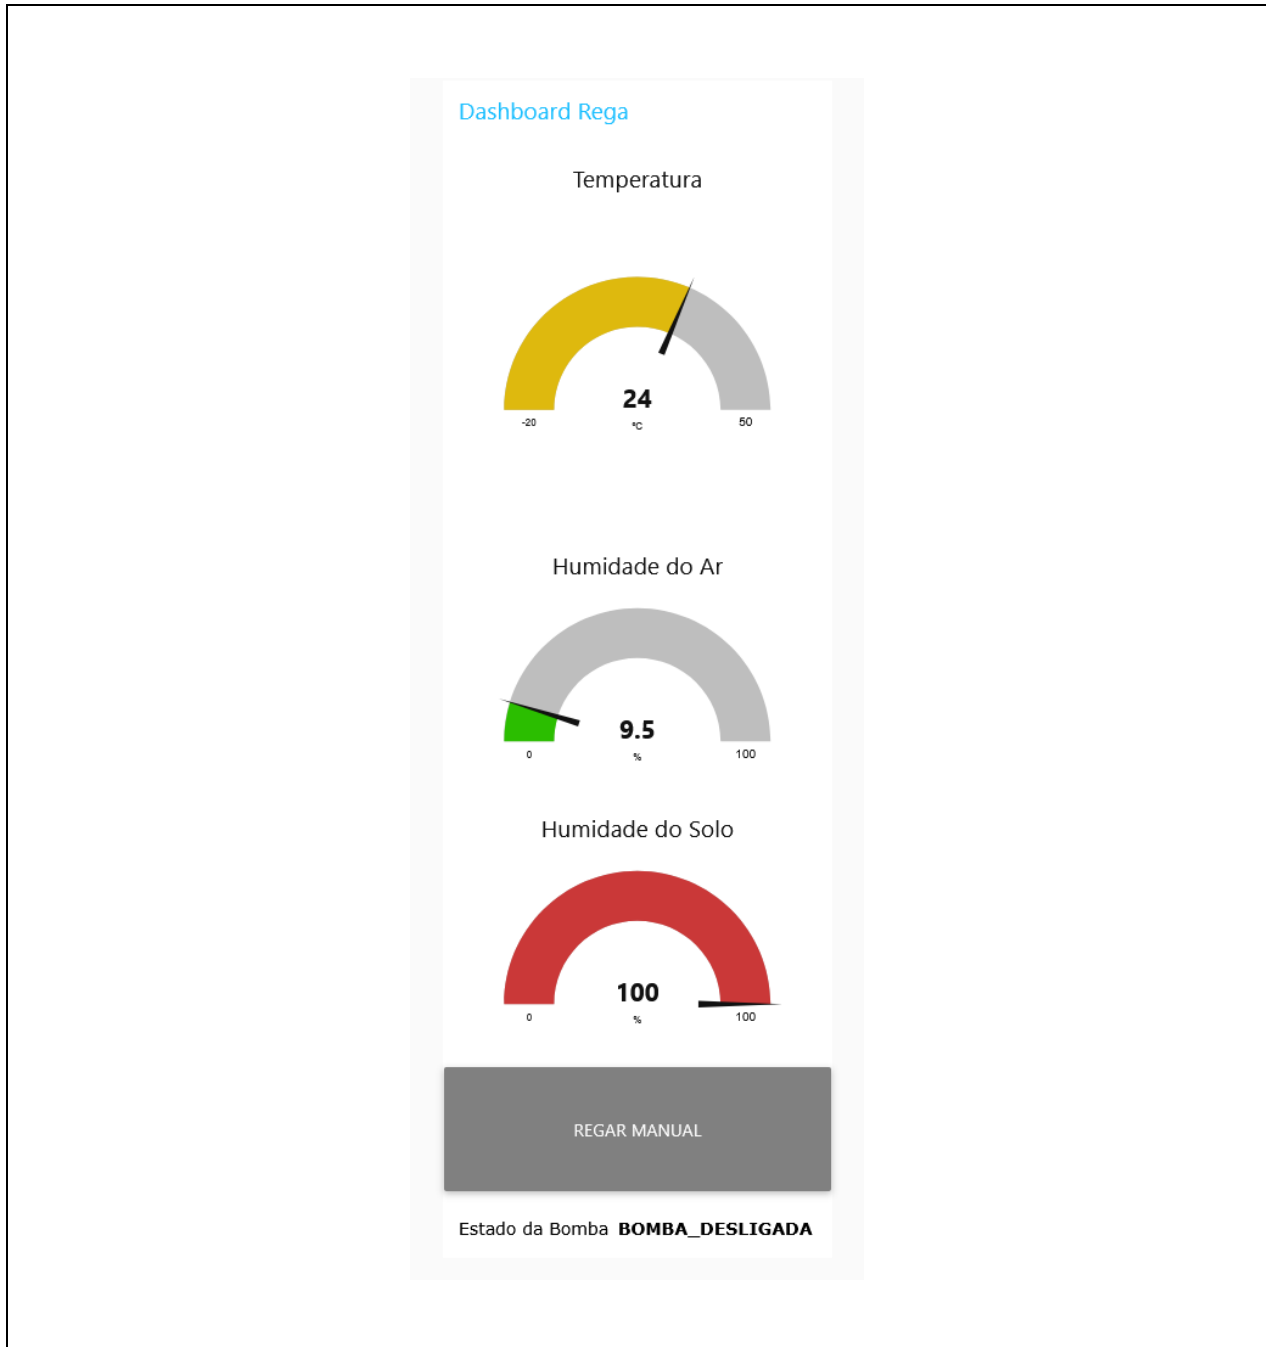 Dashboard Rega
Temperatura
24
-20 °C 50
Humidade do Ar
9.5
0 % 100
Humidade do Solo
100
0 % 100
REGAR MANUAL
Estado da Bomba BOMBA_DESLIGADA